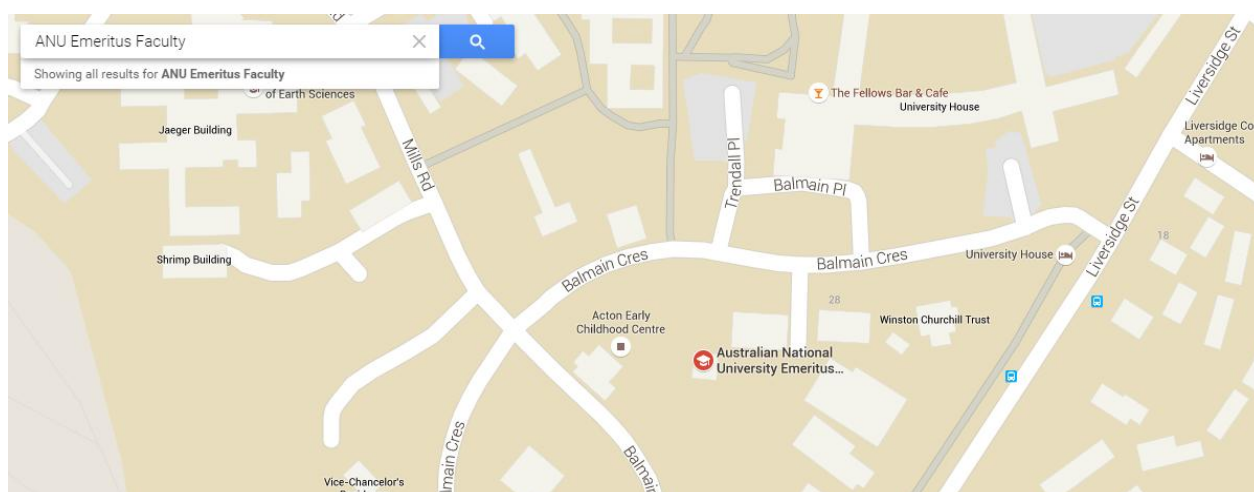 ANU Emeritus Faculty
Showing all results for ANU Emeritus Faculty
of Earth Sciences
Jaeger Building
Mills Rd
The Fellows Bar & Cafe
University House
Liversidge St
Liversidge Co
Apartments
Trendall Pl
Balmain Pl
Shrimp Building
Balmain Cres
Balmain Cres
University House
Liversidge St
18
28
Acton Early
Childhood Centre
Winston Churchill Trust
Australian National
University Emeritus...
Vice-Chancelor's
main Cres
Balmain